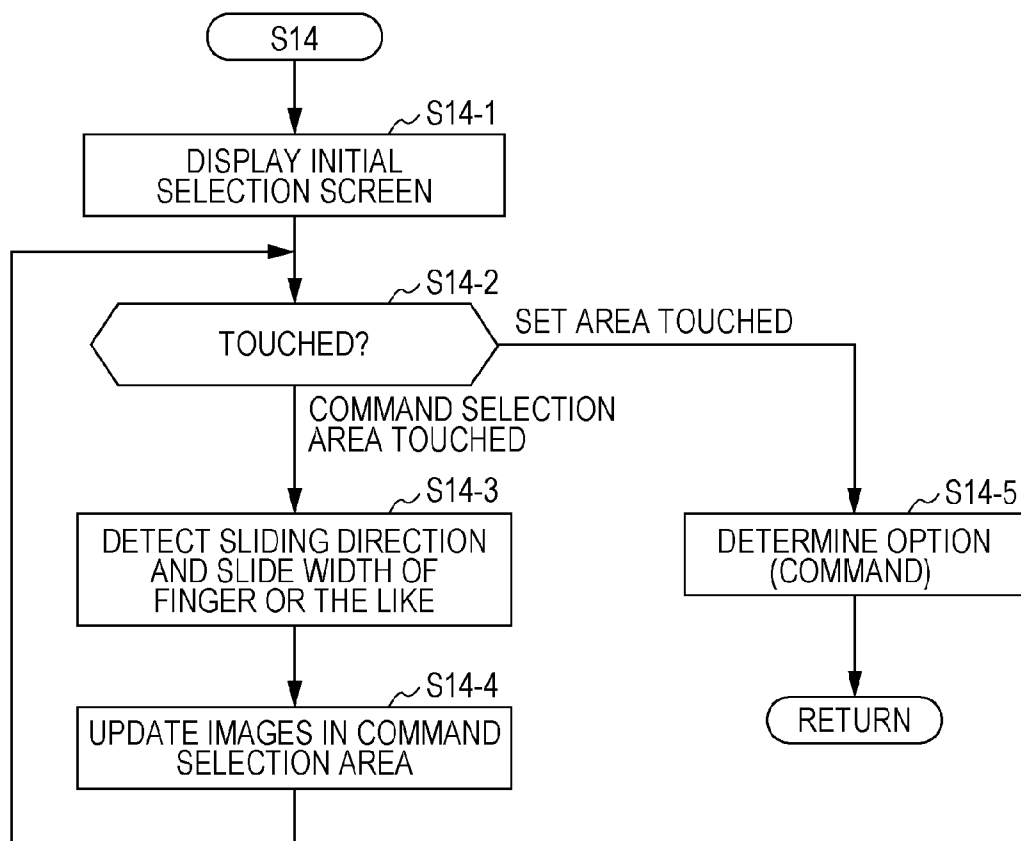 S14
S14-1
DISPLAY INITIAL
SELECTION SCREEN
S14-2
TOUCHED?
SET AREA TOUCHED
COMMAND SELECTION
AREA TOUCHED
S14-3
DETECT SLIDING DIRECTION
AND SLIDE WIDTH OF
FINGER OR THE LIKE
S14-4
UPDATE IMAGES IN COMMAND
SELECTION AREA
S14-5
DETERMINE OPTION
(COMMAND)
RETURN